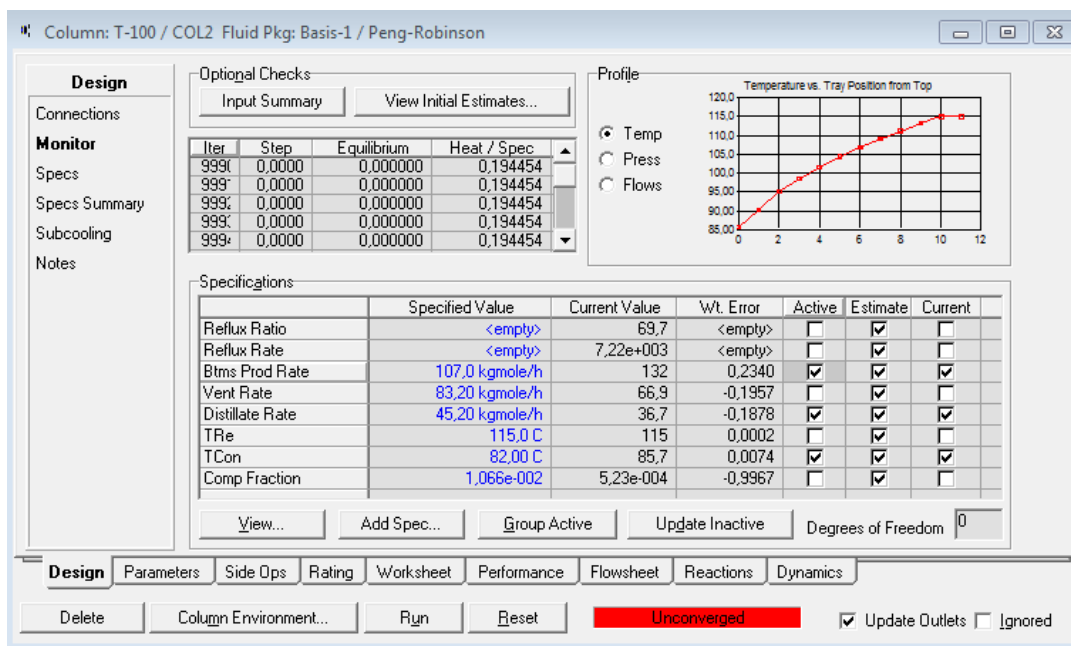 Column: T-100 / COL2 Fluid Pkg: Basis-1 / Peng-Robinson
Design
Connections
Monitor
Specs
Specs Summary
Subcooling
Notes
Optional Checks
Input Summary
View Initial Estimates...
Iter Step Equilibrium Heat / Spec
0,0000 0,000000 0,194454
0,0000 0,000000 0,194454
0,0000 0,000000 0,194454
0,0000 0,000000 0,194454
0,0000 0,000000 0,194454
Profile
Temp
Press
Flows
Temperature vs. Tray Position from Top
120,0
115,0
110,0
105,0
100,0
95,00
90,00
85,00
0 2 4 6 8 10 12
Specifications
Specified Value Current Value Wt. Error Active Estimate Current
Reflux Ratio <empty> 69,7 <empty>
Reflux Rate <empty> 7,22e+003 <empty>
Btms Prod Rate 107,0 kgmole/h 132 0,2340
Vent Rate 83,20 kgmole/h 66,9 -0,1957
Distillate Rate 45,20 kgmole/h 36,7 -0,1878
TRe 115,0 C 115 0,0002
TCon 82,00 C 85,7 0,0074
Comp Fraction 1,066e-002 5,23e-004 -0,9967
View... Add Spec... Group Active Update Inactive Degrees of Freedom 0
Design Parameters Side Ops Rating Worksheet Performance Flowsheet Reactions Dynamics
Delete Column Environment... Run Reset Unconverged Update Outlets Ignored